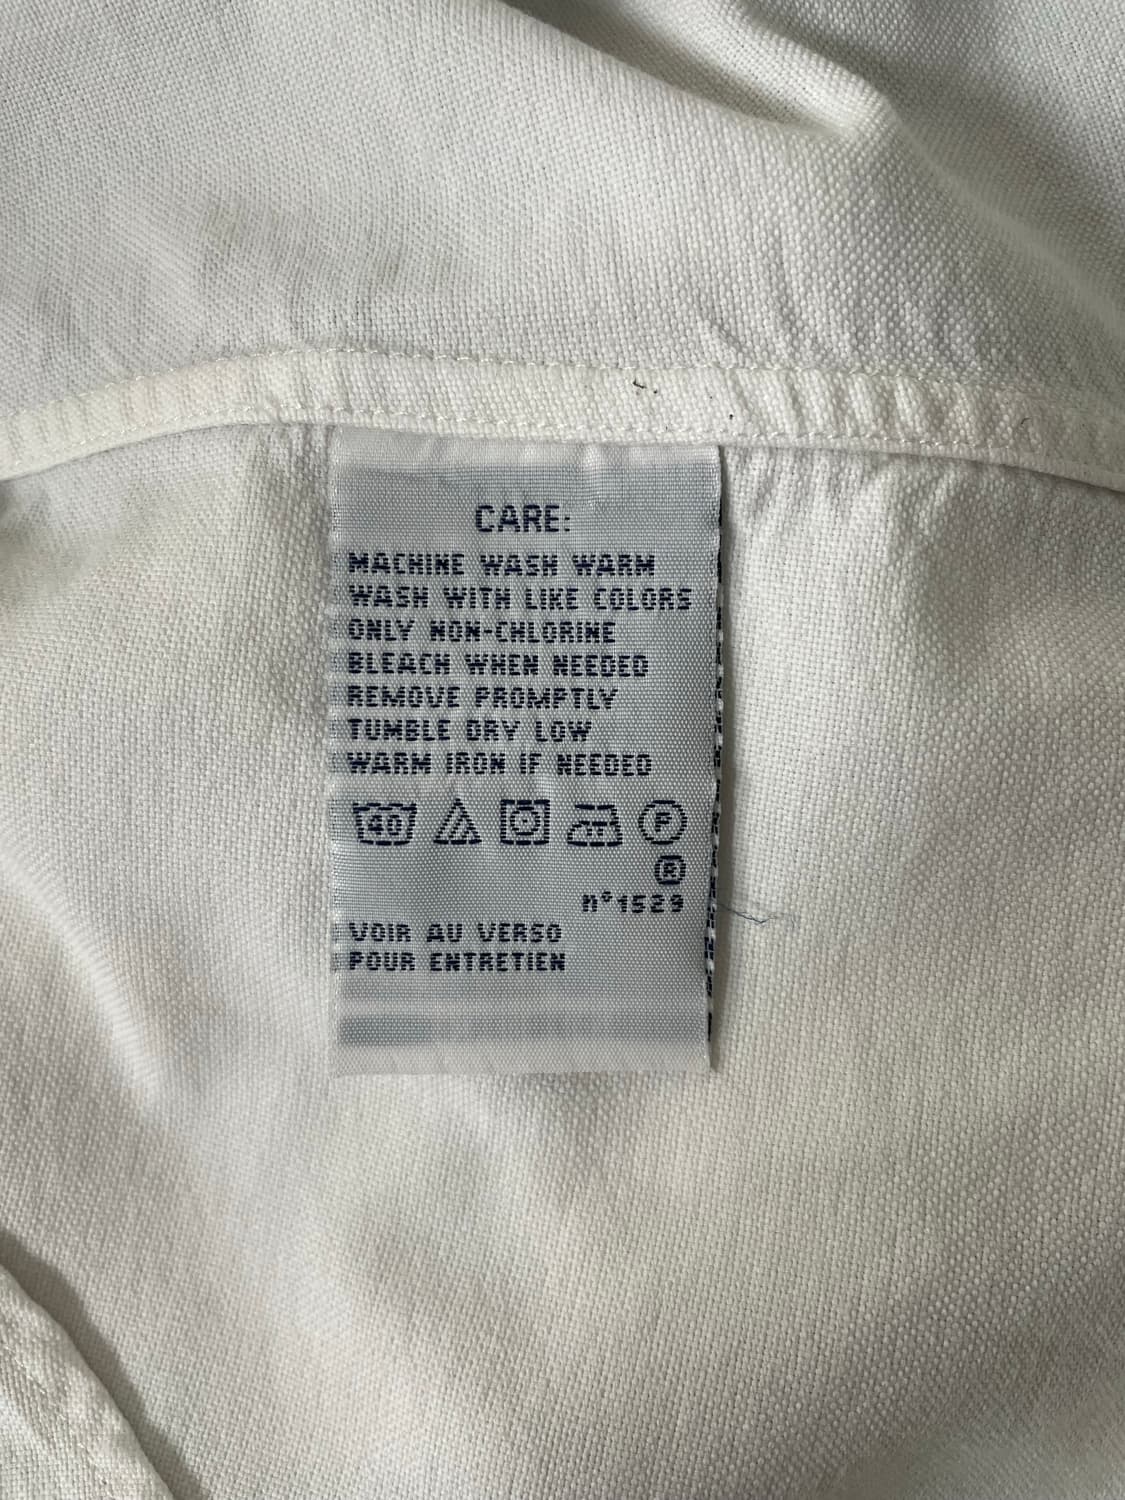 CARE:
MACHINE WASH WARM
WASH WITH LIKE COLORS
ONLY NON-CHLORINE
BLEACH WHEN NEEDED
REMOVE PROMPTLY
TUMBLE DRY LOW
WARM IRON IF NEEDED
40 P
®
n°1529
VOIR AU VERSO
POUR ENTRETIEN